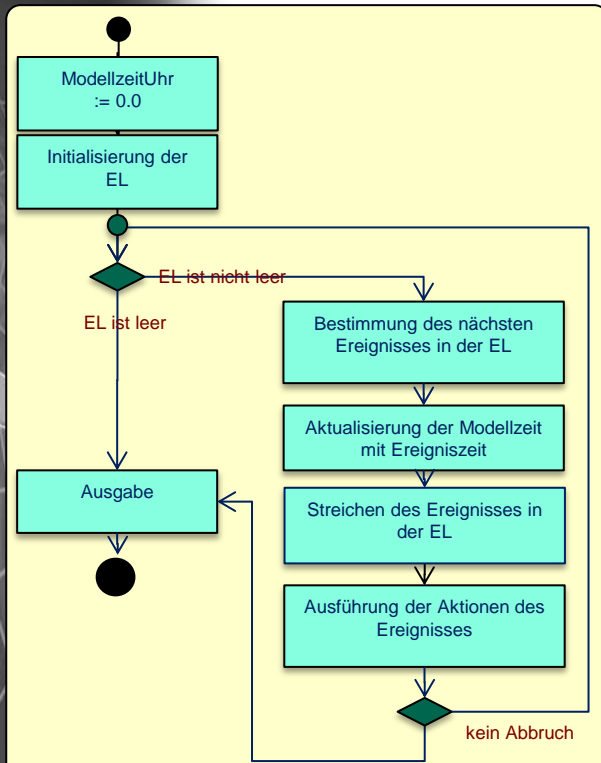 ModellzeitUhr
:= 0.0
Initialisierung der
EL
EL ist nicht leer
EL ist leer
Bestimmung des nächsten
Ereignisses in der EL
Aktualisierung der Modellzeit
mit Ereigniszeit
Streichen des Ereignisses in
der EL
Ausführung der Aktionen des
Ereignisses
kein Abbruch
Ausgabe